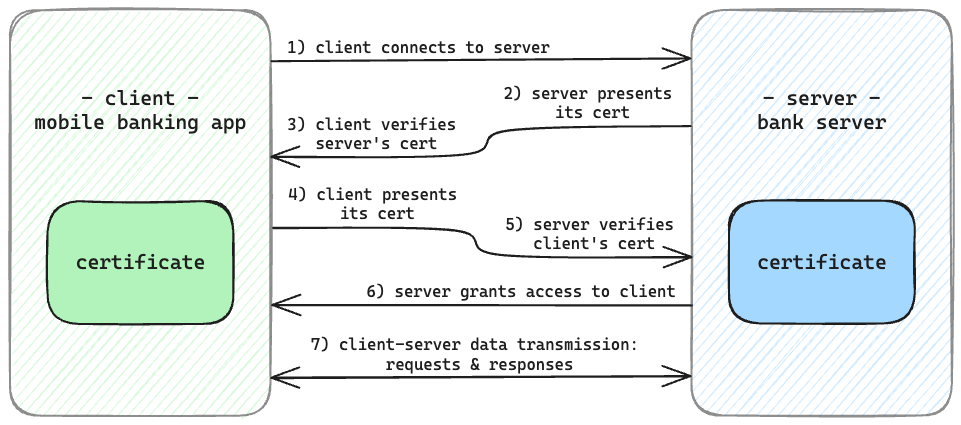 1) client connects to server
2) server presents
its cert
- client -
mobile banking app
- server -
bank server
3) client verifies
server's cert
4) client presents
its cert
5) server verifies
client's cert
certificate
certificate
6) server grants access to client
7) client-server data transmission:
requests & responses